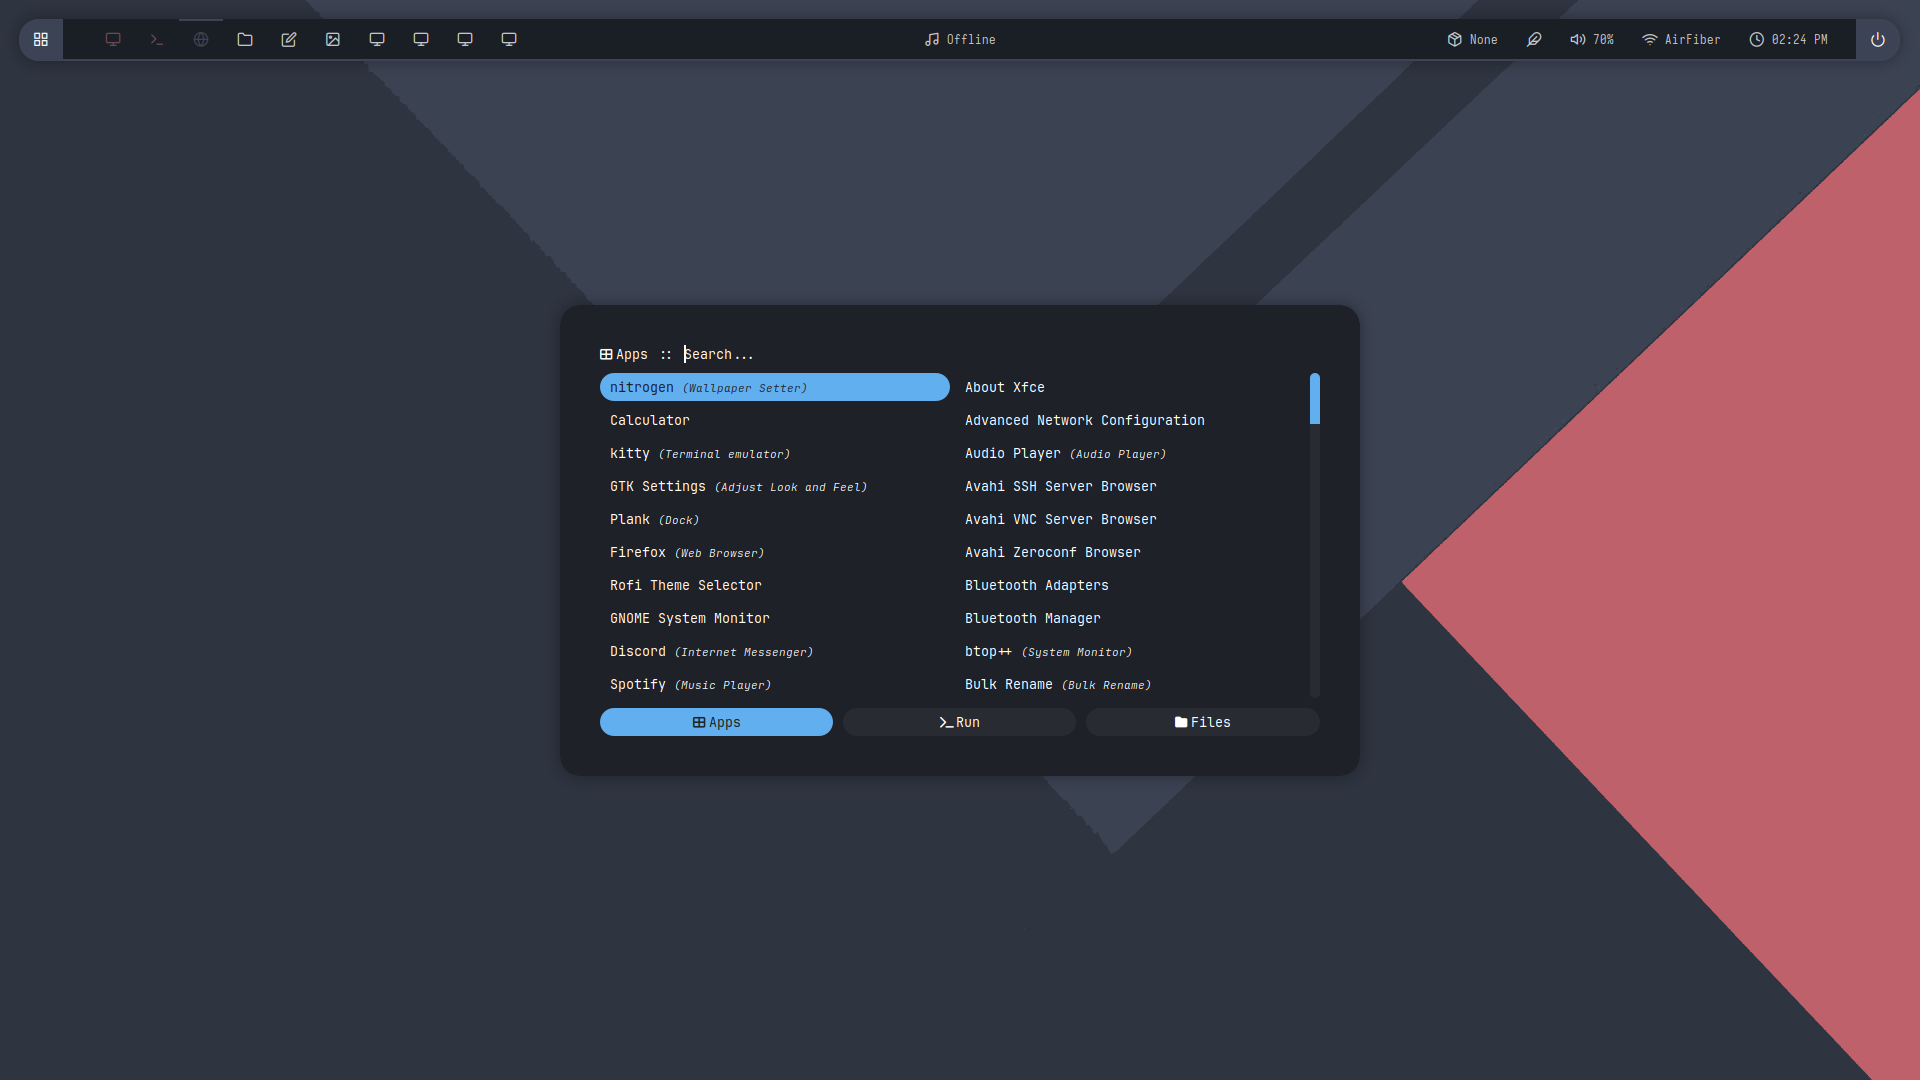 Offline
None
70%
AirFiber
02:24 PM
Apps :: Search...
nitrogen (Wallpaper Setter)
Calculator
kitty (Terminal emulator)
GTK Settings (Adjust Look and Feel)
Plank (Dock)
Firefox (Web Browser)
Rofi Theme Selector
GNOME System Monitor
Discord (Internet Messenger)
Spotify (Music Player)
About Xfce
Advanced Network Configuration
Audio Player (Audio Player)
Avahi SSH Server Browser
Avahi VNC Server Browser
Avahi Zeroconf Browser
Bluetooth Adapters
Bluetooth Manager
btop++ (System Monitor)
Bulk Rename (Bulk Rename)
Apps
Run
Files